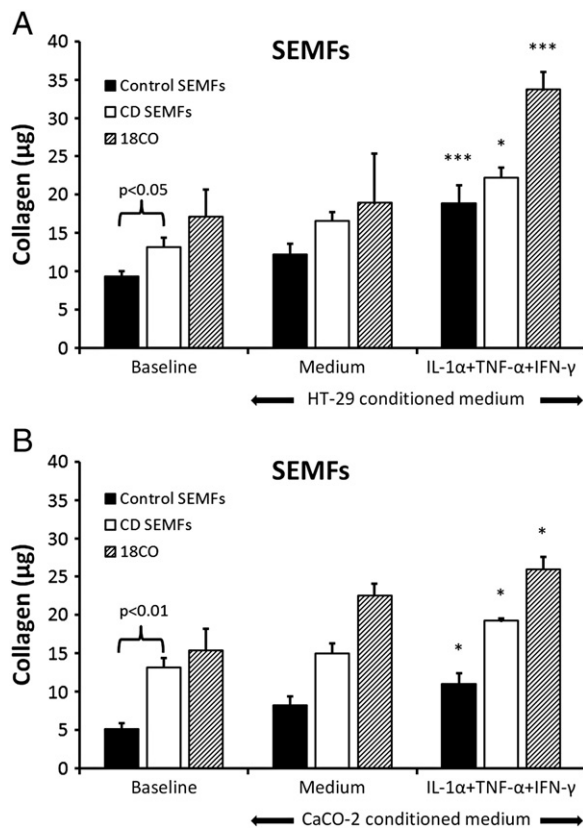 A
SEMFs
Control SEMFs
CD SEMFs
18CO
Collagen (µg)
40
35
30
25
20
15
10
5
0
p<0.05
***
*
***
Baseline
Medium
IL-1α+TNF-α+IFN-γ
HT-29 conditioned medium
B
SEMFs
Control SEMFs
CD SEMFs
18CO
Collagen (µg)
40
35
30
25
20
15
10
5
0
p<0.01
*
*
*
Baseline
Medium
IL-1α+TNF-α+IFN-γ
CaCO-2 conditioned medium